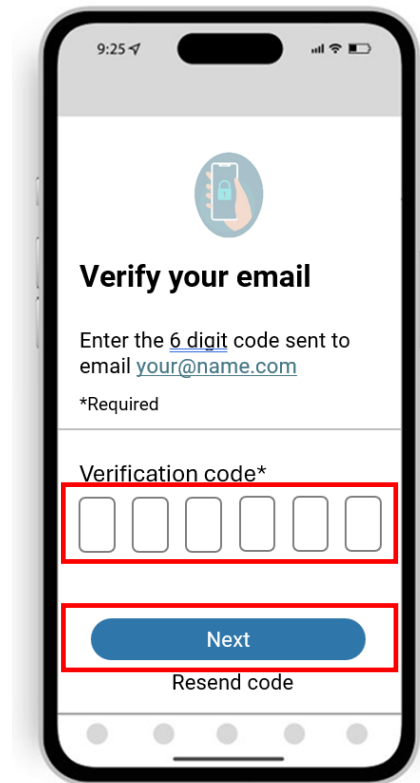 9:25
Verify your email
Enter the 6 digit code sent to
email your@name.com
*Required
Verification code*
Next
Resend code